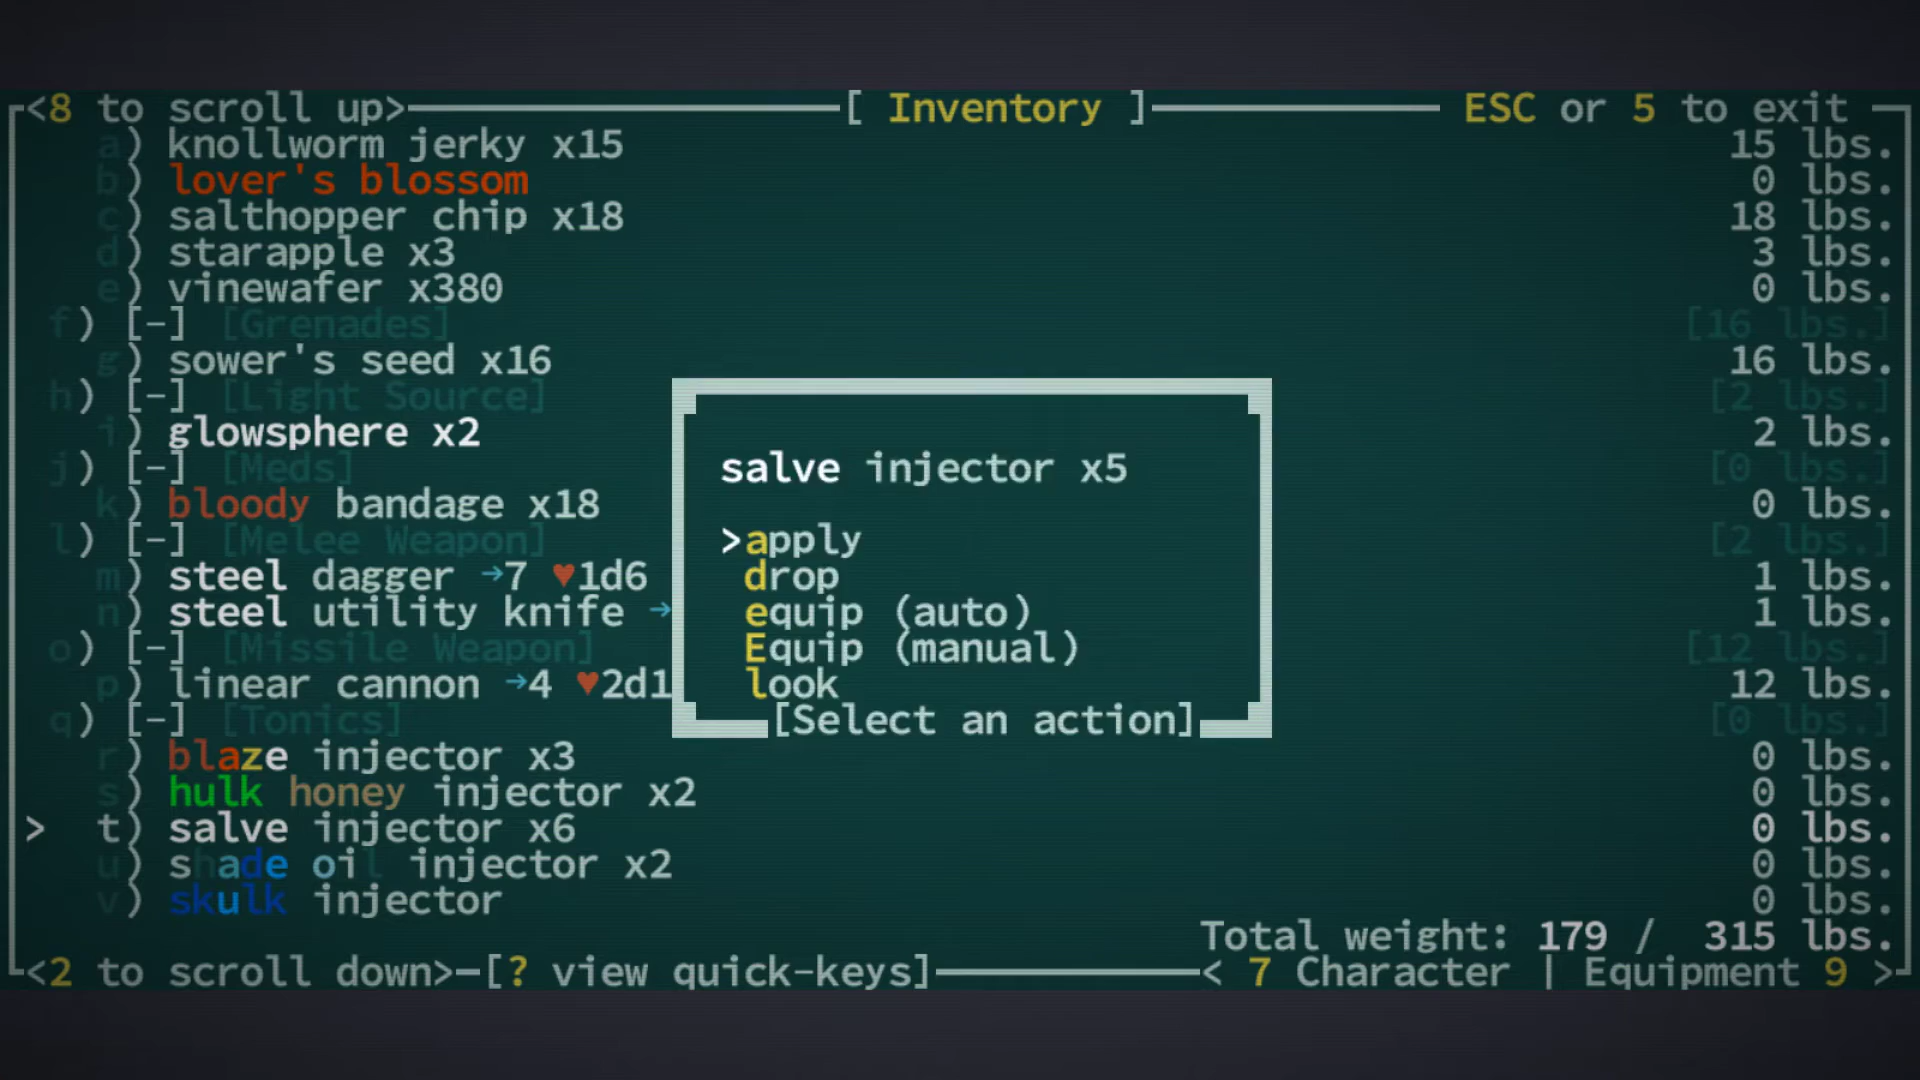 <8 to scroll up> [ Inventory ] ESC or 5 to exit
a) knollworm jerky x15 15 lbs.
b) lover's blossom 0 lbs.
c) salthopper chip x18 18 lbs.
d) starapple x3 3 lbs.
e) vinewafer x380 0 lbs.
f) [-] [Grenades] [16 lbs.]
g) sower's seed x16 16 lbs.
h) [-] [Light Source] [2 lbs.]
i) glowsphere x2 2 lbs.
j) [-] [Meds] [0 lbs.]
k) bloody bandage x18 0 lbs.
l) [-] [Melee Weapon] [2 lbs.]
m) steel dagger →7 ♥1d6 1 lbs.
n) steel utility knife → 1 lbs.
o) [-] [Missile Weapon] [12 lbs.]
p) linear cannon →4 ♥2d1 12 lbs.
q) [-] [Tonics] [0 lbs.]
r) blaze injector x3 0 lbs.
s) hulk honey injector x2 0 lbs.
> t) salve injector x6 0 lbs.
u) shade oil injector x2 0 lbs.
v) skulk injector 0 lbs.
Total weight: 179 / 315 lbs.
<2 to scroll down> [? view quick-keys] < 7 Character | Equipment 9 >
salve injector x5
>apply
drop
equip (auto)
Equip (manual)
look
[Select an action]